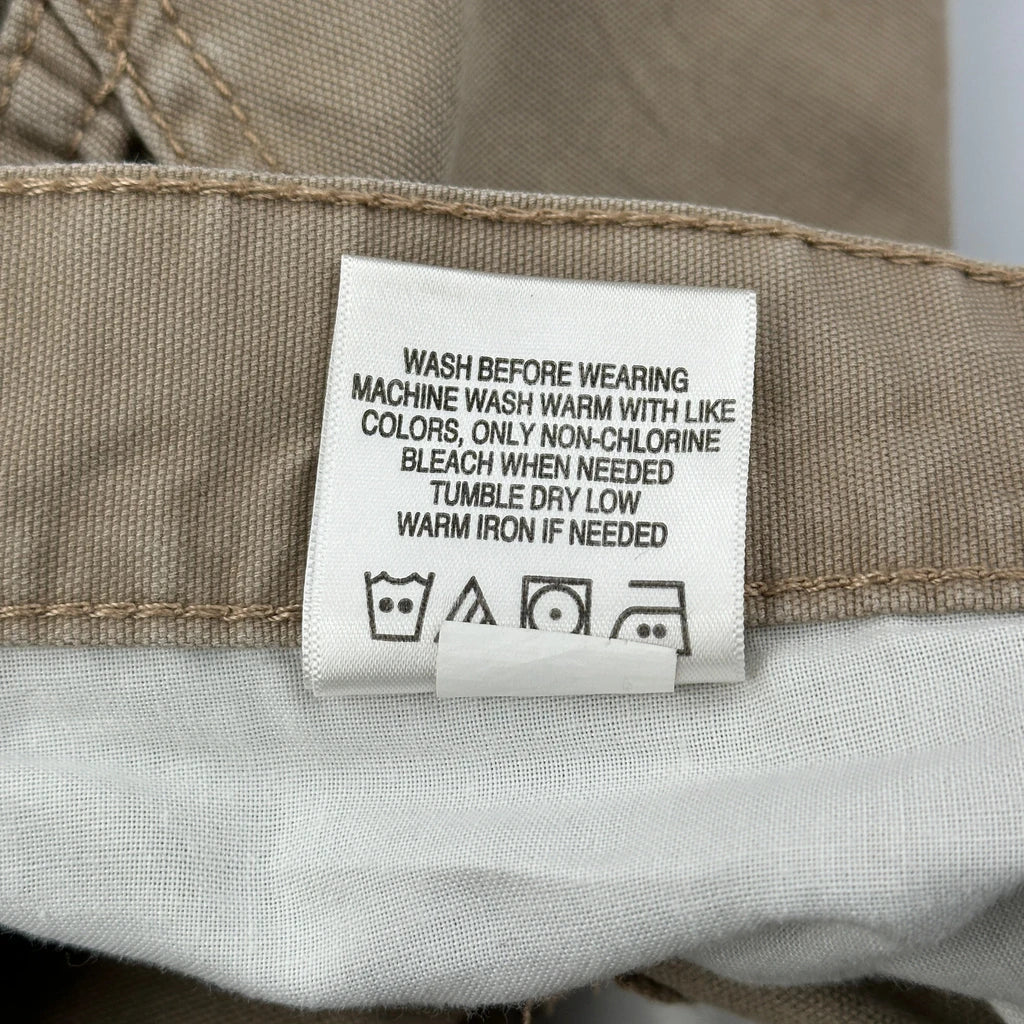 WASH BEFORE WEARING
MACHINE WASH WARM WITH LIKE
COLORS, ONLY NON-CHLORINE
BLEACH WHEN NEEDED
TUMBLE DRY LOW
WARM IRON IF NEEDED